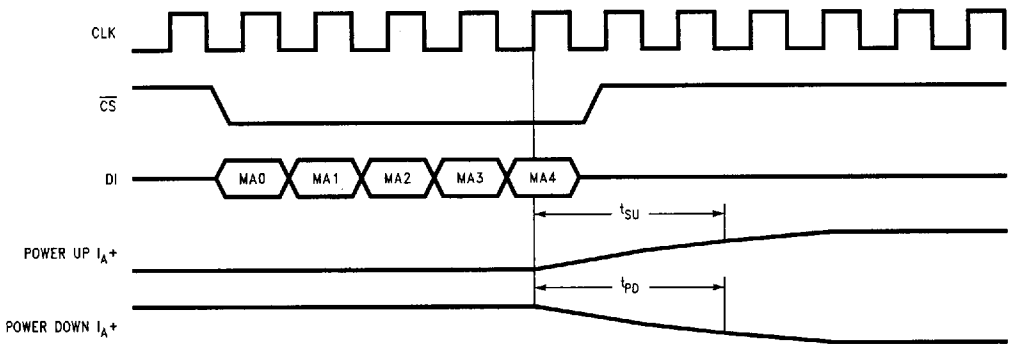 CLK
CS
DI
MA0 MA1 MA2 MA3 MA4
tSU
POWER UP IA+
tPD
POWER DOWN IA+